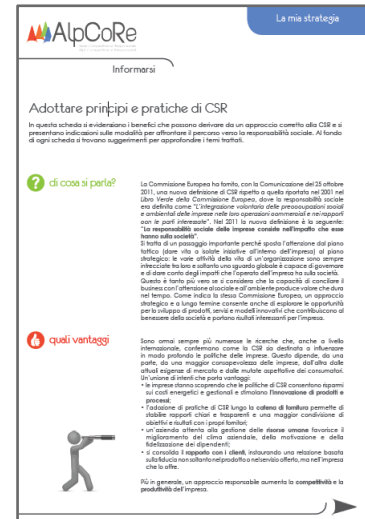 La mia strategia
AlpCoRe
Informarsi
Adottare principi e pratiche di CSR
In questa scheda si evidenziano i benefici che possono derivare da un approccio corretto alla CSR e si
presentano indicazioni sulle modalità per affrontare il percorso verso la responsabilità sociale. Al fondo
di ogni scheda si trovano suggerimenti per approfondire i temi trattati.
? di cosa si parla?
La Commissione Europea ha fornito, con la Comunicazione del 25 ottobre
2011, una nuova definizione di CSR rispetto a quella riportata nel 2001 nel
Libro Verde della Commissione Europea, dove la responsabilità sociale
era definita come "L'integrazione volontaria delle preoccupazioni sociali
e ambientali delle imprese nelle loro operazioni commerciali e nei rapporti
con le parti interessate". Nel 2011 la nuova definizione è la seguente:
"La responsabilità sociale delle imprese consiste nell'impatto che esse
hanno sulla società".
Si tratta di un passaggio importante perché sposta l'attenzione dal piano
tattico (dare vita a solate iniziative all'interno dell'impresa) al piano
strategico: le varie attività della vita di un'organizzazione sono sempre
intrecciate tra loro e soltanto uno sguardo globale è capace di governare
e di dare conto degli impatti che l'operato dell'impresa ha sulla società.
Questo è tanto più vero se si considera che la capacità di conciliare il
business con l'attenzione al sociale e all'ambiente produce valore che dura
nel tempo. Come indica la stessa Commissione Europea, un approccio
strategico e a lungo termine consente anche di esplorare le opportunità
per lo sviluppo di prodotti, servizi e modelli innovativi che contribuiscono al
benessere della società e portano risultati interessanti per l'impresa.
quali vantaggi
Sono ormai sempre più numerose le ricerche che, anche a livello
internazionale, confermano come la CSR sia destinata a influenzare
in modo profondo le politiche delle imprese. Questo dipende, da una
parte, da una maggior consapevolezza delle imprese, dall'altra dalle
attuali esigenze di mercato e dalle mutate aspettative dei consumatori.
Un'unione di intenti che porta vantaggi:
• le imprese stanno scoprendo che le politiche di CSR consentono risparmi
sui costi energetici e gestionali e stimolano l'innovazione di prodotti e
processi;
• l'adozione di pratiche di CSR lungo la catena di fornitura permette di
stabilire rapporti chiari e trasparenti e una maggior condivisione di
obiettivi e risultati con i propri fornitori;
• un'azienda attenta alla gestione delle risorse umane favorisce il
miglioramento del clima aziendale, della motivazione e della
fidelizzazione dei dipendenti;
• si consolida il rapporto con i clienti, instaurando una relazione basata
sulla fiducia non soltanto nel prodotto o nel servizio offerto, ma nell'impresa
che lo offre.
Più in generale, un approccio responsabile aumenta la competitività e la
produttività dell'impresa.